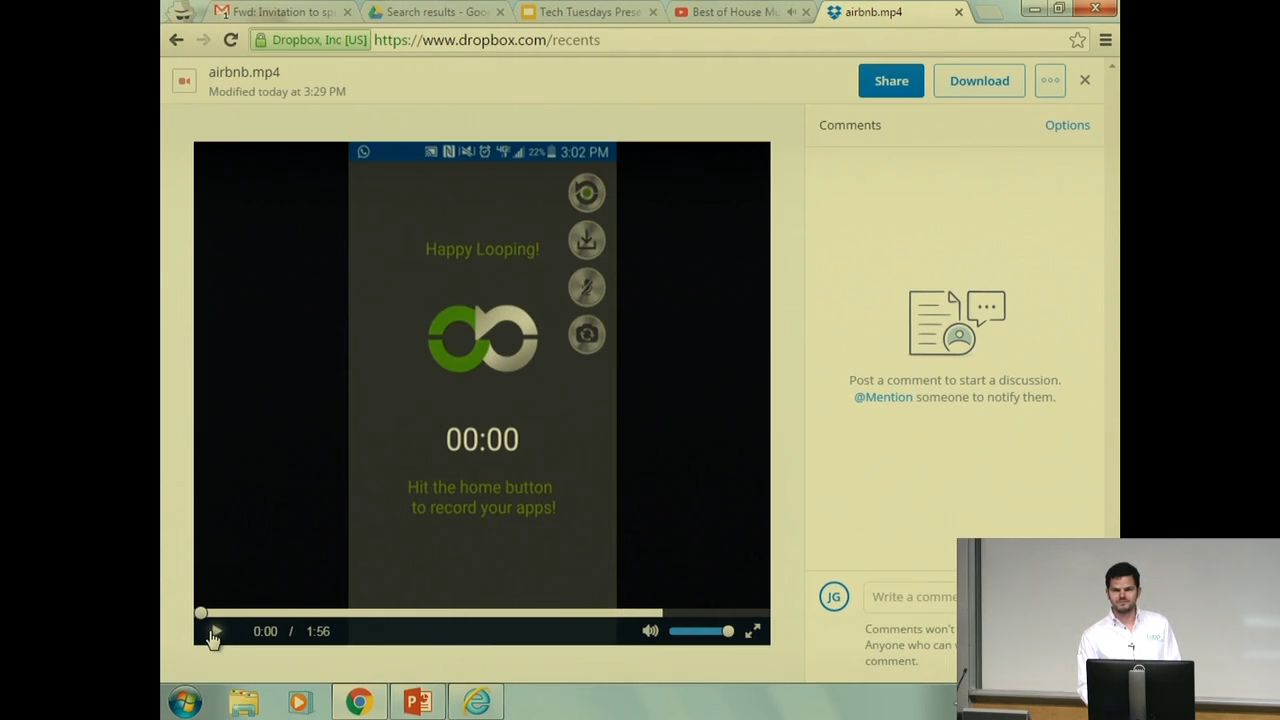 Fwd: Invitation to sp
Search results - Goo
Tech Tuesdays Prese
Best of House Mu
airbnb.mp4
Dropbox, Inc [US]
https://www.dropbox.com/recents
airbnb.mp4
Modified today at 3:29 PM
Share
Download
Comments
Options
22%
3:02 PM
Happy Looping!
00:00
Hit the home button
to record your apps!
Post a comment to start a discussion.
@Mention someone to notify them.
JG
Write a comme
Comments won't
Anyone who can
comment.
0:00 / 1:56